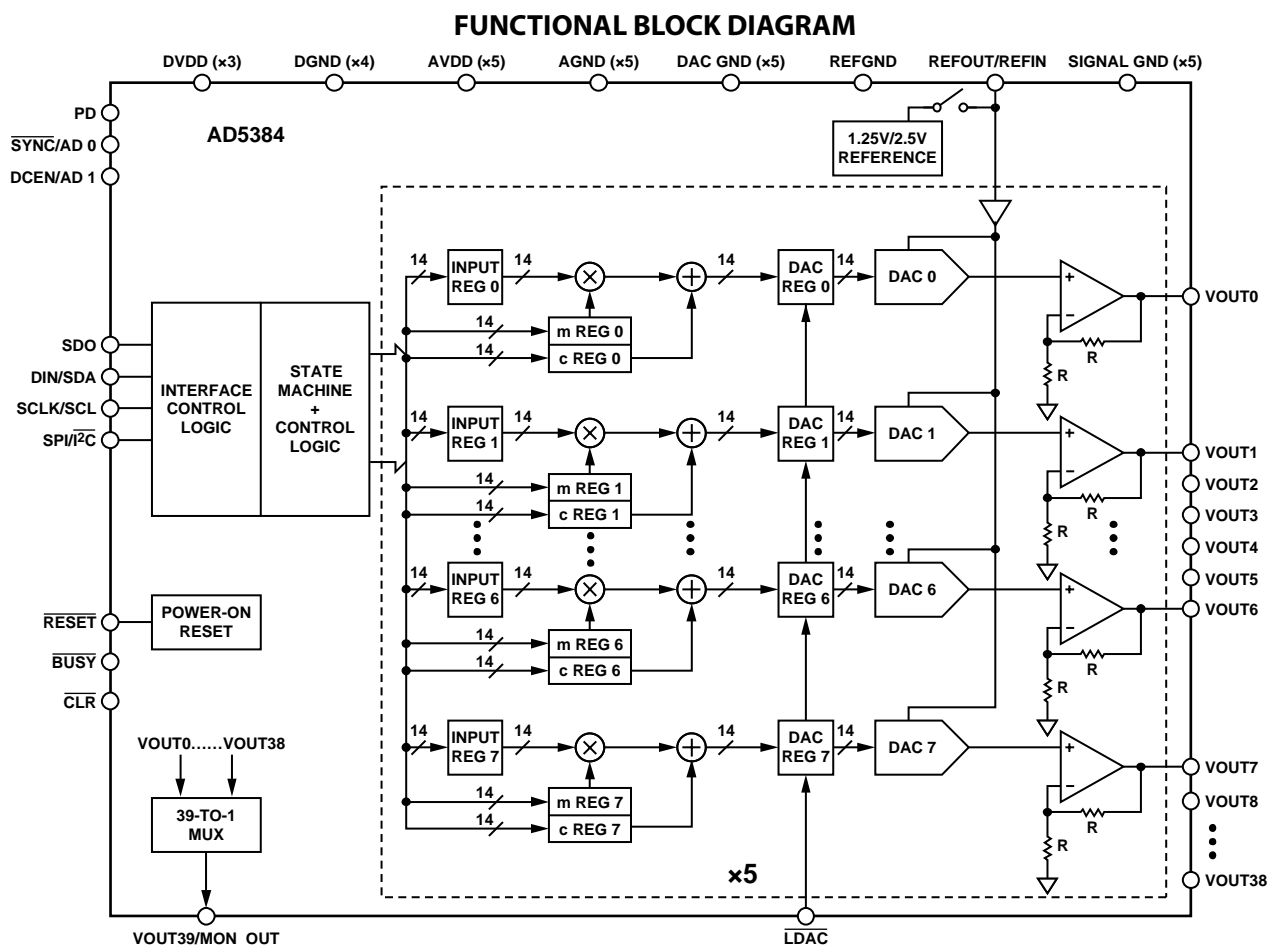 FUNCTIONAL BLOCK DIAGRAM
DVDD (×3)
DGND (×4)
AVDD (×5)
AGND (×5)
DAC GND (×5)
REFGND
REFOUT/REFIN
SIGNAL GND (×5)
PD
SYNC/AD 0
DCEN/AD 1
AD5384
1.25V/2.5V
REFERENCE
14
INPUT
REG 0
14
14
DAC
REG 0
14
DAC 0
+
−
VOUT0
14
m REG 0
14
c REG 0
R
R
SDO
DIN/SDA
SCLK/SCL
SPI/I²C
INTERFACE
CONTROL
LOGIC
STATE
MACHINE
+
CONTROL
LOGIC
14
INPUT
REG 1
14
14
DAC
REG 1
14
DAC 1
+
−
VOUT1
14
m REG 1
14
c REG 1
R
R
VOUT2
VOUT3
VOUT4
VOUT5
14
INPUT
REG 6
14
14
DAC
REG 6
14
DAC 6
+
−
VOUT6
14
m REG 6
14
c REG 6
R
R
RESET
POWER-ON
RESET
BUSY
CLR
14
INPUT
REG 7
14
14
DAC
REG 7
14
DAC 7
+
−
VOUT7
14
m REG 7
14
c REG 7
R
R
VOUT8
VOUT38
VOUT0......VOUT38
39-TO-1
MUX
×5
VOUT39/MON_OUT
LDAC